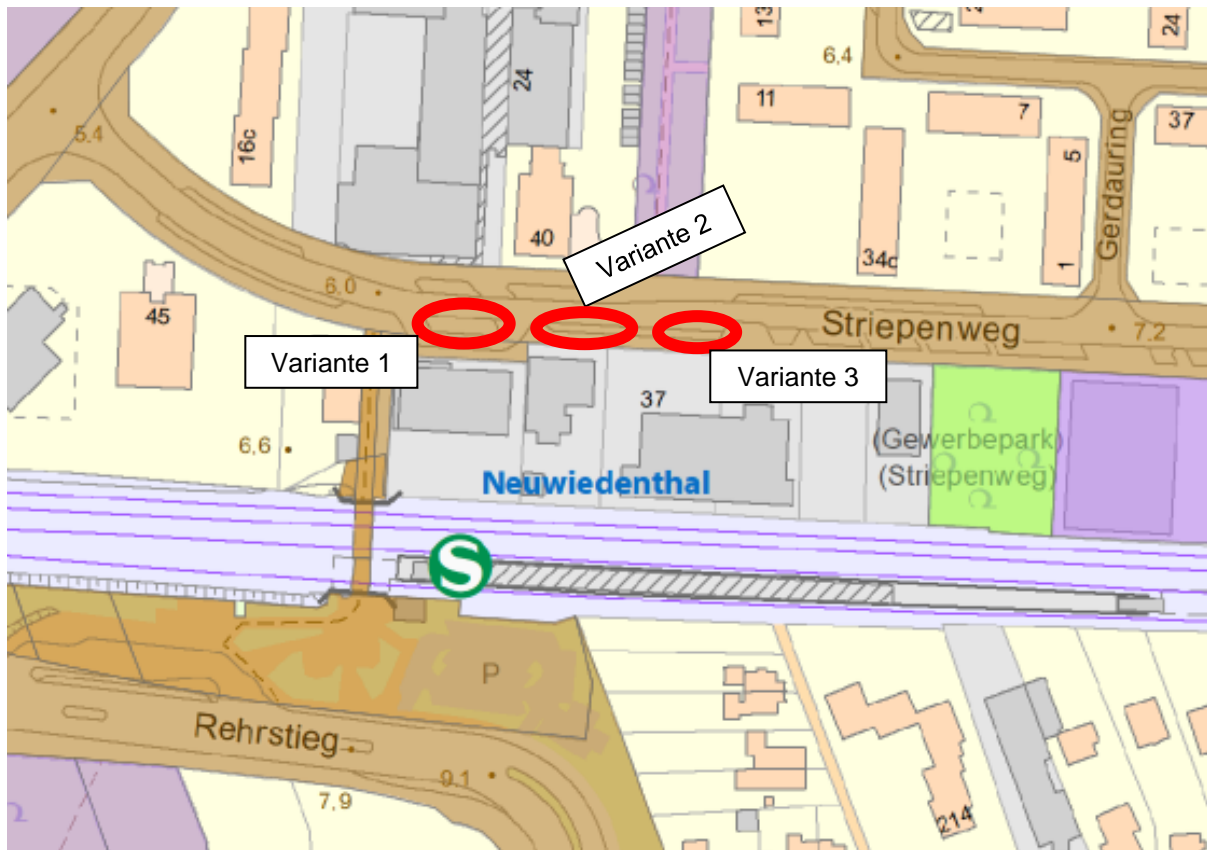 13
24
24
6,4
11
7
37
5,4
16c
5
Gerdauring
Variante 2
40
34c
1
6,0
45
Striepenweg
7,2
Variante 1
Variante 3
37
6,6
(Gewerbepark)
(Striepenweg)
Neuwiedenthal
S
P
Rehrstieg
9,1
7,9
214